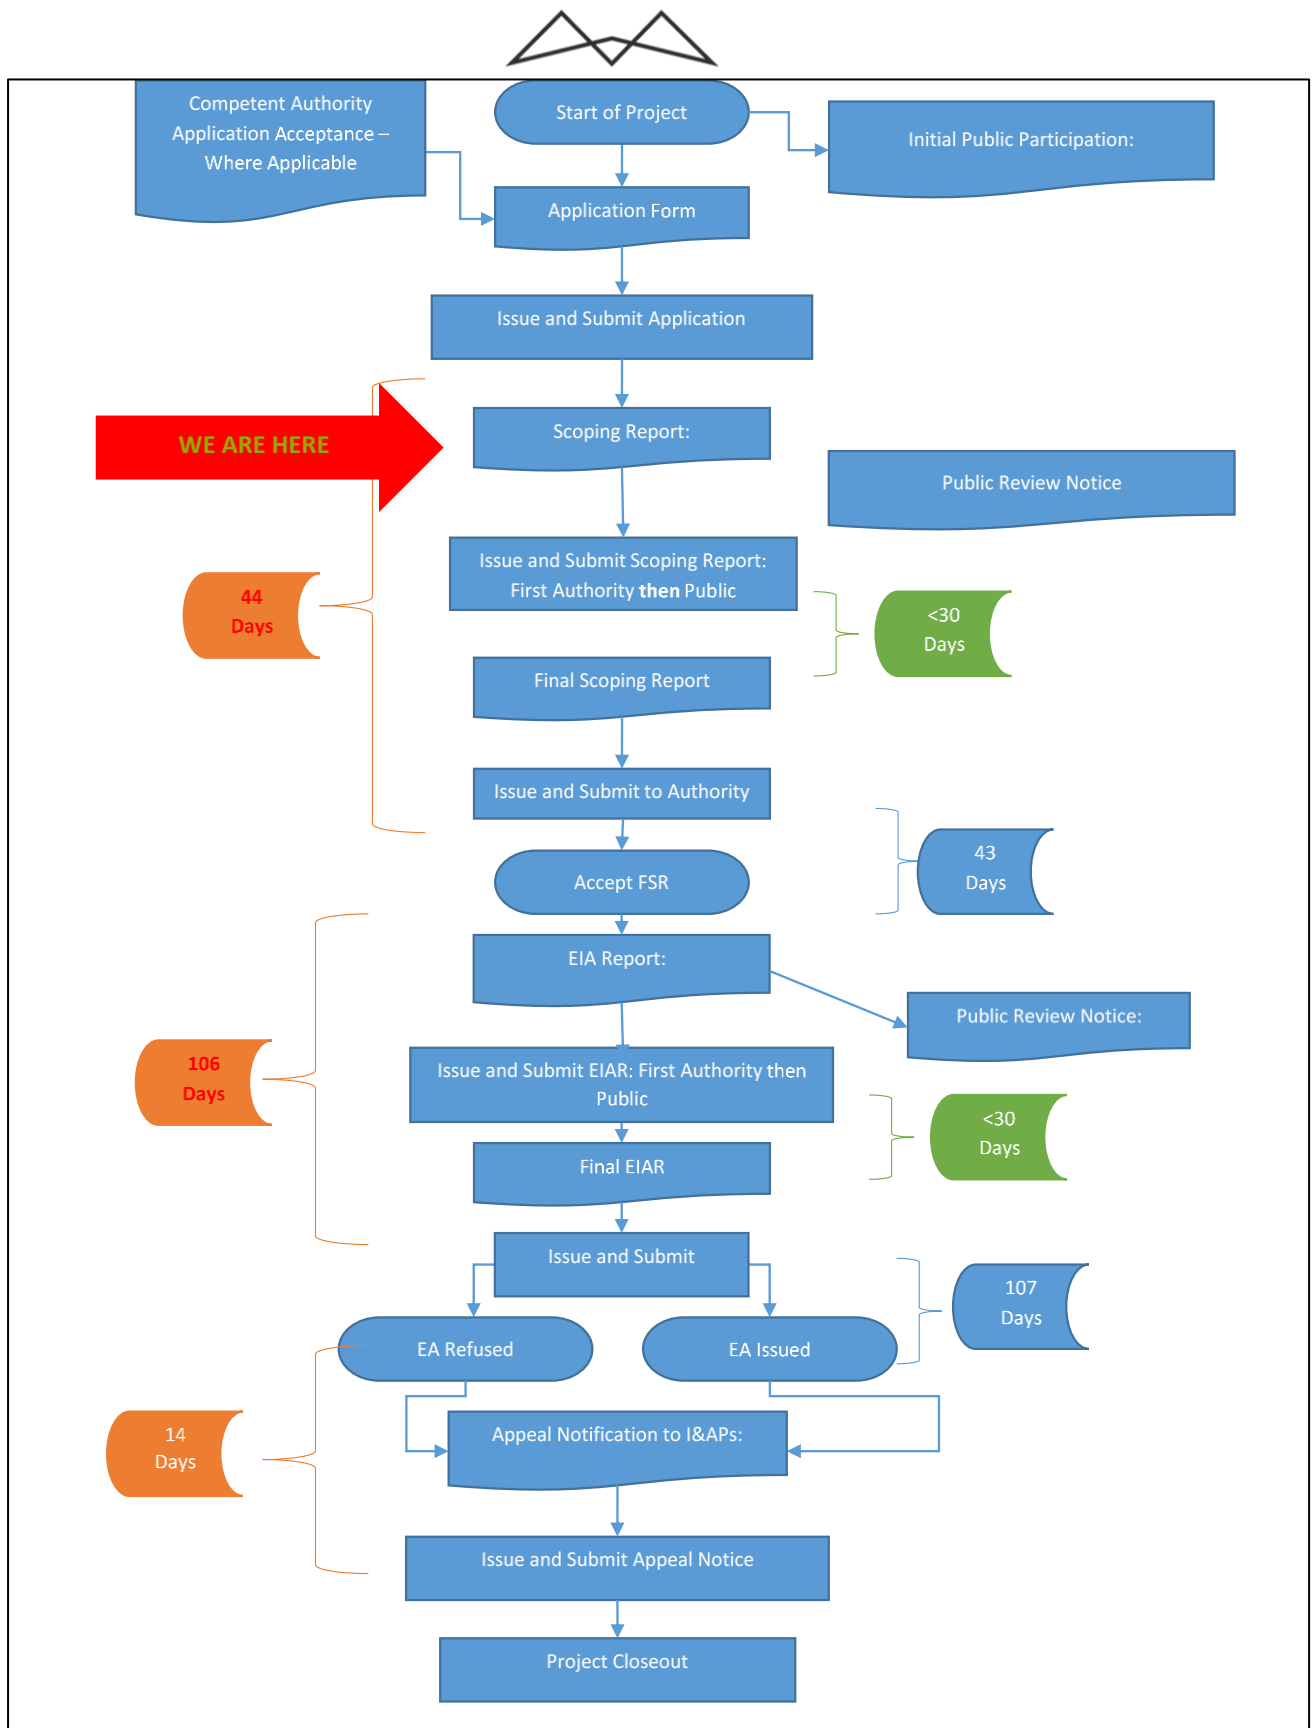 Competent Authority
Application Acceptance –
Where Applicable
Start of Project
Initial Public Participation:
Application Form
Issue and Submit Application
WE ARE HERE
Scoping Report:
Public Review Notice
Issue and Submit Scoping Report:
First Authority then Public
44
Days
<30
Days
Final Scoping Report
Issue and Submit to Authority
43
Days
Accept FSR
EIA Report:
Public Review Notice:
106
Days
Issue and Submit EIAR: First Authority then
Public
<30
Days
Final EIAR
Issue and Submit
107
Days
EA Refused
EA Issued
14
Days
Appeal Notification to I&APs:
Issue and Submit Appeal Notice
Project Closeout